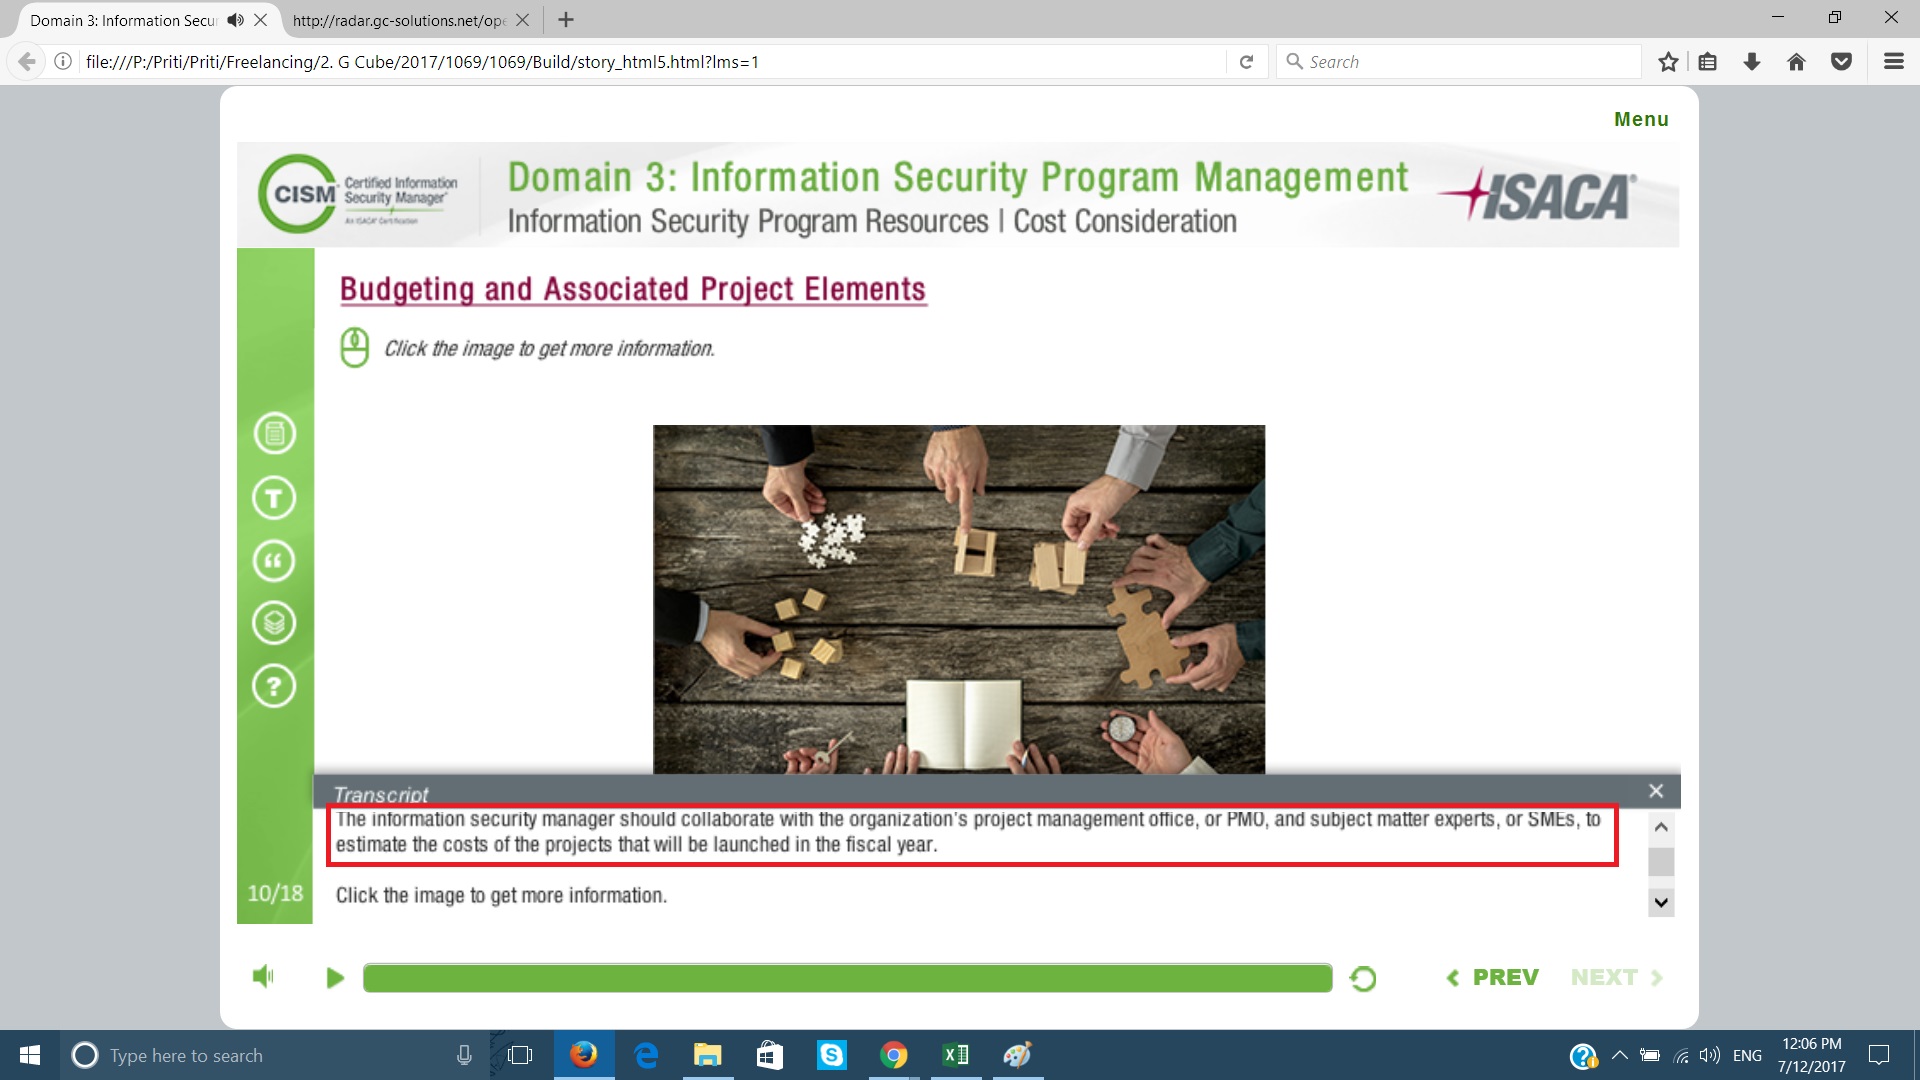 Domain 3: Information Secur
http://radar.gc-solutions.net/ope
file:///P:/Priti/Priti/Freelancing/2. G Cube/2017/1069/1069/Build/story_html5.html?lms=1
Search
Menu
CISM
Certified Information
Security Manager
An ISACA Certification
Domain 3: Information Security Program Management
Information Security Program Resources | Cost Consideration
ISACA®
Budgeting and Associated Project Elements
Click the image to get more information.
T
?
Transcript
The information security manager should collaborate with the organization's project management office, or PMO, and subject matter experts, or SMEs, to
estimate the costs of the projects that will be launched in the fiscal year.
Click the image to get more information.
10/18
PREV
NEXT
Type here to search
ENG
12:06 PM
7/12/2017